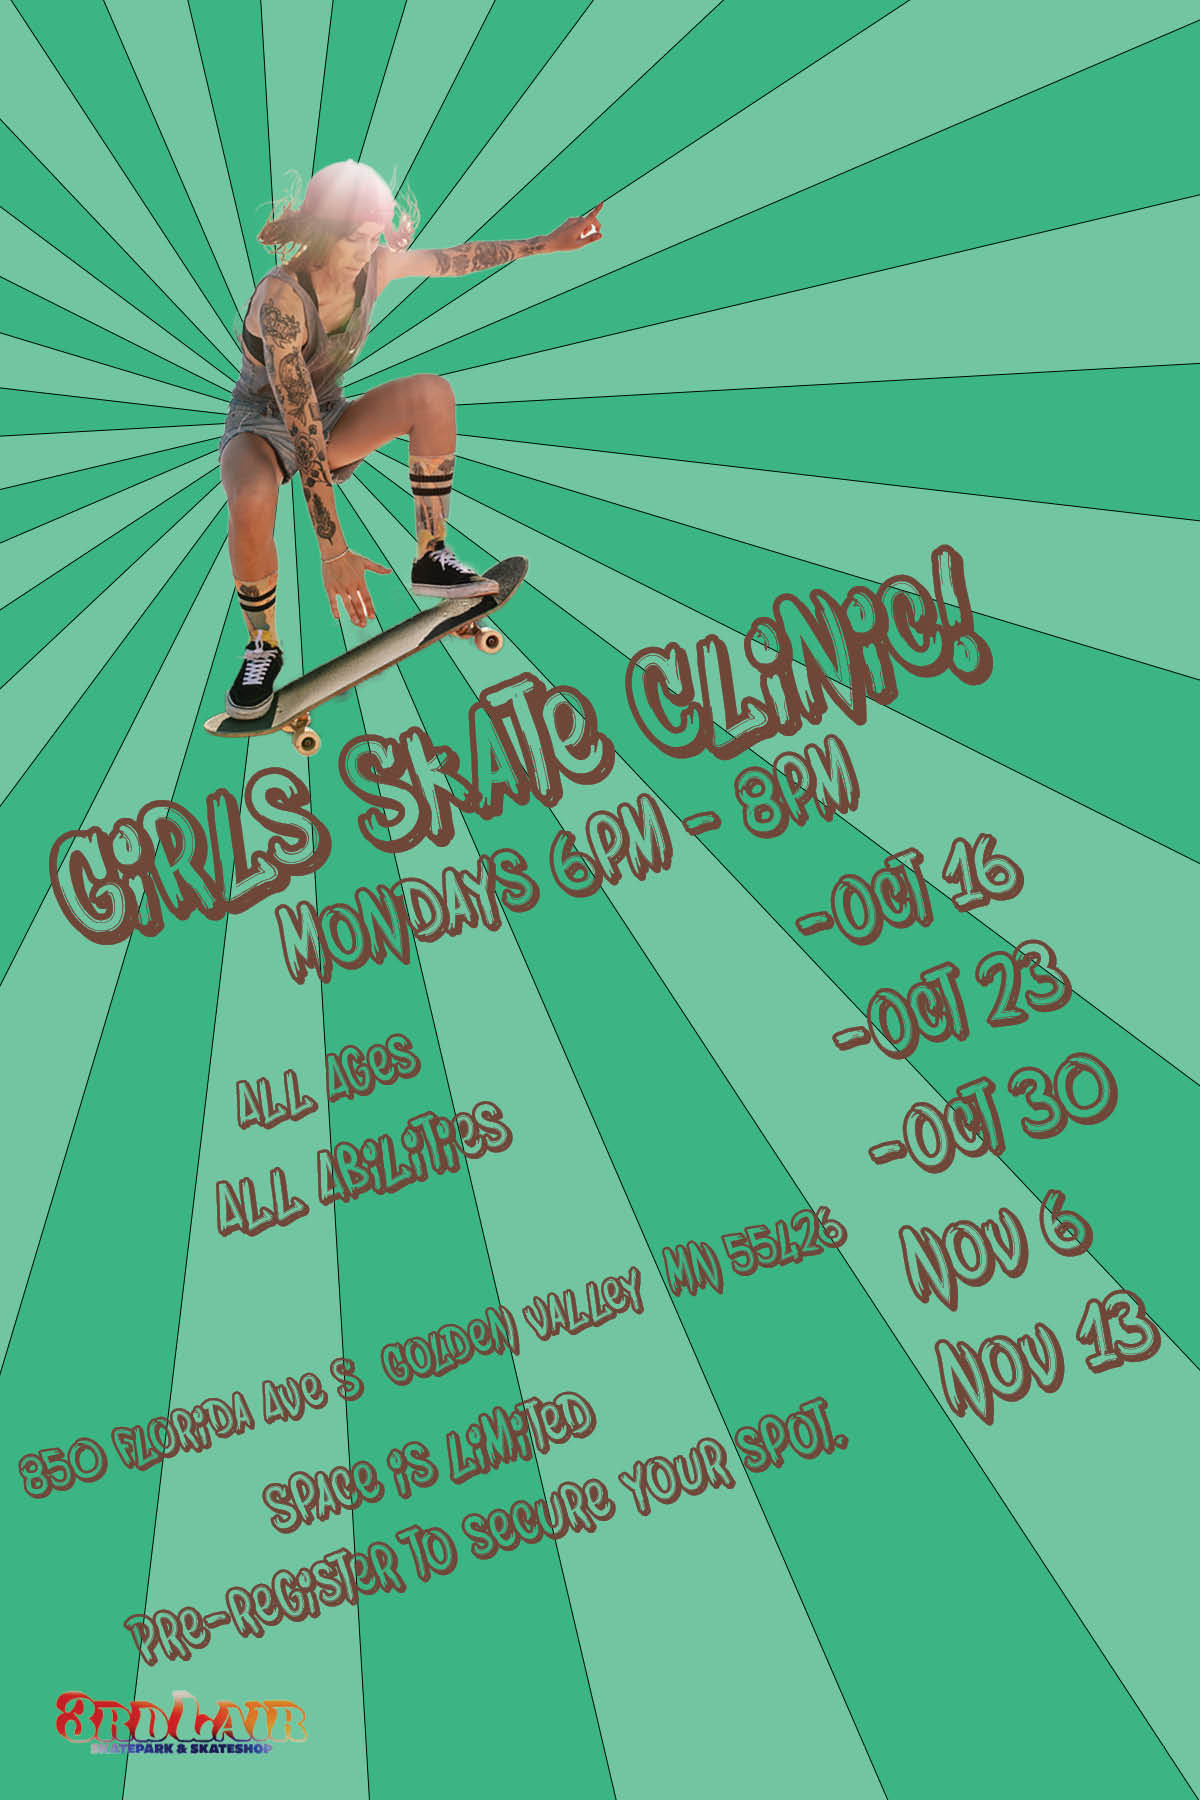 Girls Skate Clinic!
Mondays 6pm - 8pm
-Oct 16
-Oct 23
-Oct 30
Nov 6
Nov 13
All Ages
All Abilities
850 Florida Ave S Golden Valley MN 55426
Space is limited
Pre-register to secure your spot.
3rd Lair
SKATEPARK & SKATESHOP